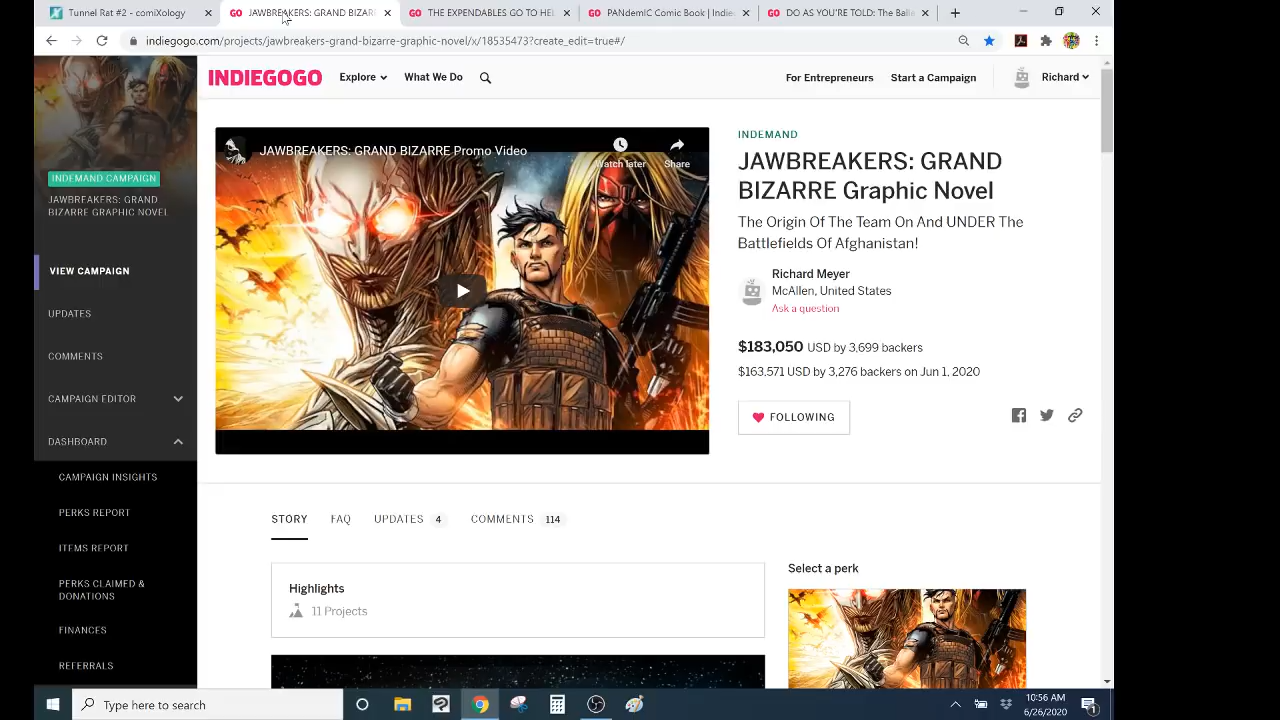 Tunnel Rat #2 - comiXology
GO JAWBREAKERS: GRAND BIZAR
GO THE EXPENDABLES GO TO HEL
GO PANdemIC Comic Book | Indie
GO DO AS YOU'RE TOLD: The Balle
indiegogo.com/projects/jawbreakers-grand-bizarre-graphic-novel/x/18535473?create_edit=true#/
INDIEGOGO
Explore
What We Do
For Entrepreneurs
Start a Campaign
Richard
INDEMAND CAMPAIGN
JAWBREAKERS: GRAND
BIZARRE GRAPHIC NOVEL
VIEW CAMPAIGN
UPDATES
COMMENTS
CAMPAIGN EDITOR
DASHBOARD
CAMPAIGN INSIGHTS
PERKS REPORT
ITEMS REPORT
PERKS CLAIMED &
DONATIONS
FINANCES
REFERRALS
JAWBREAKERS: GRAND BIZARRE Promo Video
Watch later
Share
INDEMAND
JAWBREAKERS: GRAND
BIZARRE Graphic Novel
The Origin Of The Team On And UNDER The
Battlefields Of Afghanistan!
Richard Meyer
McAllen, United States
Ask a question
$183,050 USD by 3,699 backers
$163,571 USD by 3,276 backers on Jun 1, 2020
FOLLOWING
STORY
FAQ
UPDATES 4
COMMENTS 114
Highlights
11 Projects
Select a perk
Type here to search
10:56 AM
6/26/2020
1